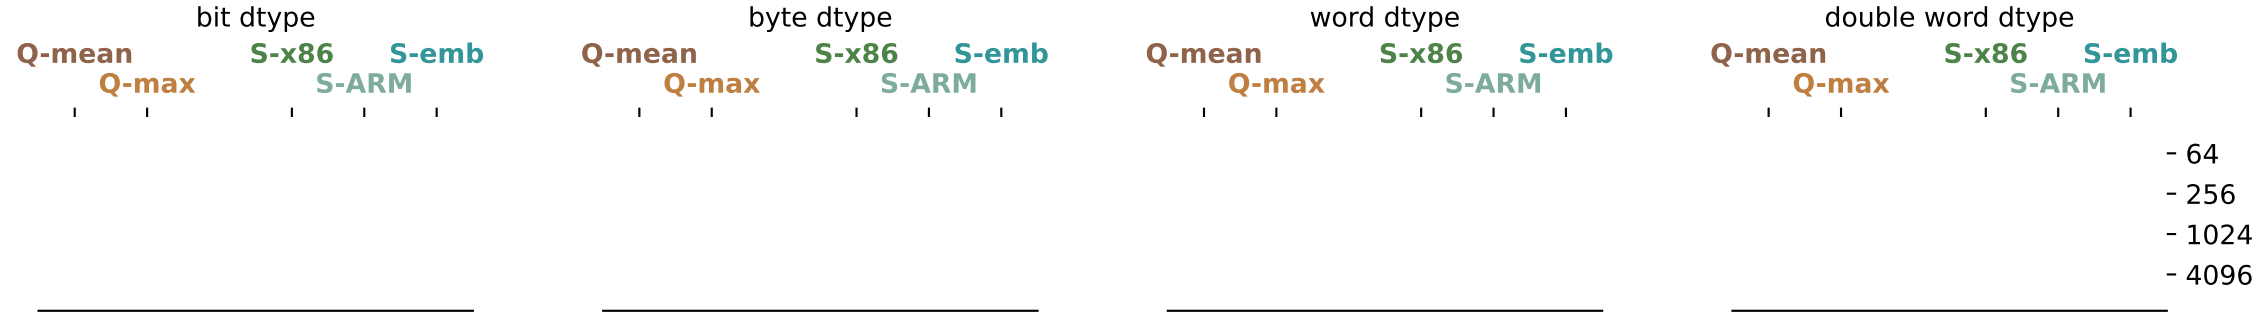 bit dtype byte dtype word dtype double word dtype
Q-mean S-x86 S-emb Q-mean S-x86 S-emb Q-mean S-x86 S-emb Q-mean S-x86 S-emb
Q-max S-ARM Q-max S-ARM Q-max S-ARM Q-max S-ARM
64
256
1024
4096